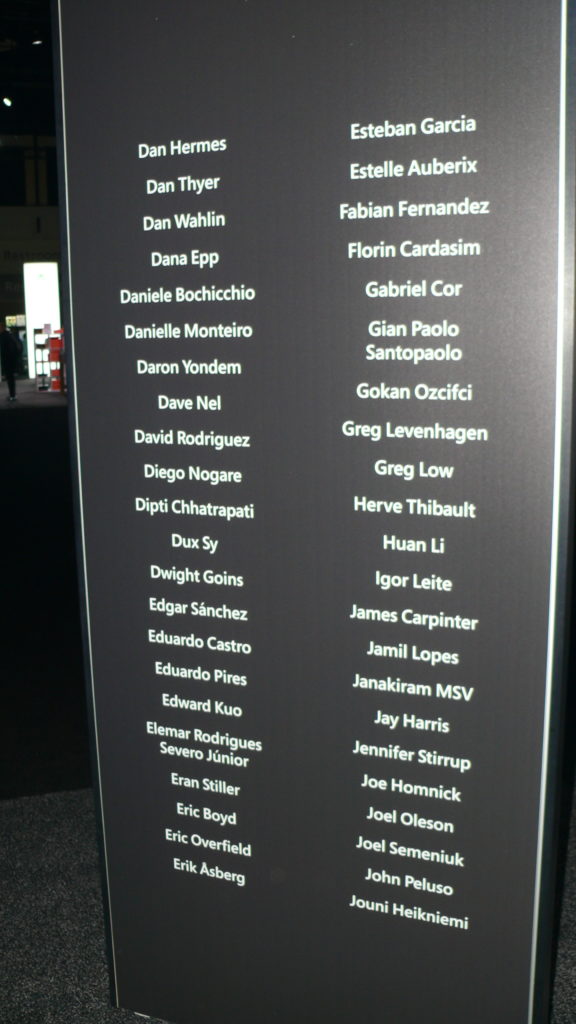 Dan Hermes
Dan Thyer
Dan Wahlin
Dana Epp
Daniele Bochicchio
Danielle Monteiro
Daron Yondem
Dave Nel
David Rodriguez
Diego Nogare
Dipti Chhatrapati
Dux Sy
Dwight Goins
Edgar Sánchez
Eduardo Castro
Eduardo Pires
Edward Kuo
Elemar Rodrigues
Severo Júnior
Eran Stiller
Eric Boyd
Eric Overfield
Erik Åsberg
Esteban Garcia
Estelle Auberix
Fabian Fernandez
Florin Cardasim
Gabriel Cor
Gian Paolo
Santopaolo
Gokan Ozcifci
Greg Levenhagen
Greg Low
Herve Thibault
Huan Li
Igor Leite
James Carpinter
Jamil Lopes
Janakiram MSV
Jay Harris
Jennifer Stirrup
Joe Homnick
Joel Oleson
Joel Semeniuk
John Peluso
Jouni Heikniemi